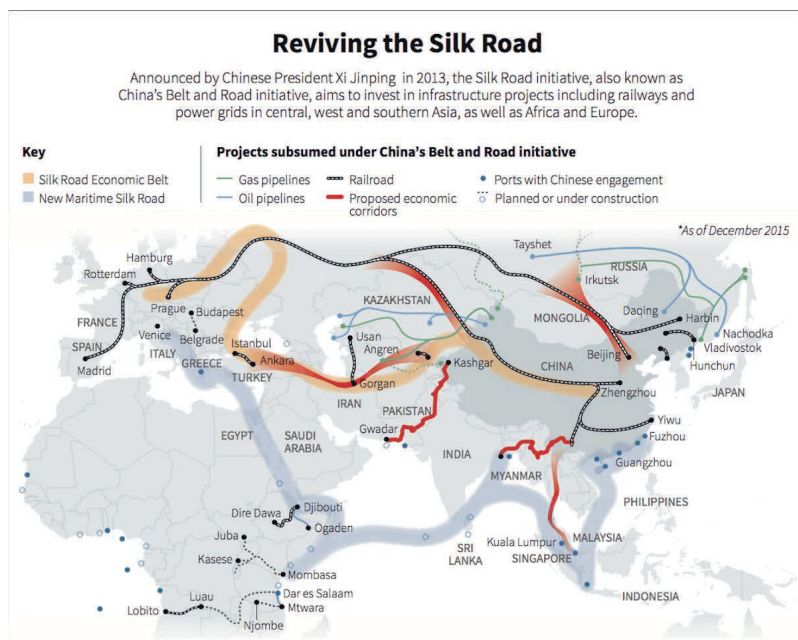 Reviving the Silk Road
Announced by Chinese President Xi Jinping in 2013, the Silk Road initiative, also known as
China's Belt and Road initiative, aims to invest in infrastructure projects including railways and
power grids in central, west and southern Asia, as well as Africa and Europe.
Key
Silk Road Economic Belt
New Maritime Silk Road
Projects subsumed under China's Belt and Road initiative
Gas pipelines
Oil pipelines
Railroad
Proposed economic
corridors
Ports with Chinese engagement
Planned or under construction
*As of December 2015
Hamburg
Rotterdam
Tayshet
RUSSIA
Irkutsk
Prague
Budapest
KAZAKHSTAN
MONGOLIA
Daqing
Harbin
FRANCE
Venice
Belgrade
Istanbul
Usan
Nachodka
SPAIN
ITALY
Angren
Beijing
Vladivostok
Madrid
GREECE
Ankara
Kashgar
CHINA
Hunchun
TURKEY
Gorgan
Zhengzhou
JAPAN
IRAN
PAKISTAN
Yiwu
EGYPT
SAUDI
ARABIA
Gwadar
INDIA
Fuzhou
MYANMAR
Guangzhou
Dire Dawa
Djibouti
PHILIPPINES
Ogaden
Juba
SRI
LANKA
Kuala Lumpur
MALAYSIA
SINGAPORE
Kasese
Mombasa
Dar es Salaam
INDONESIA
Lobito
Luau
Mtwara
Njombe